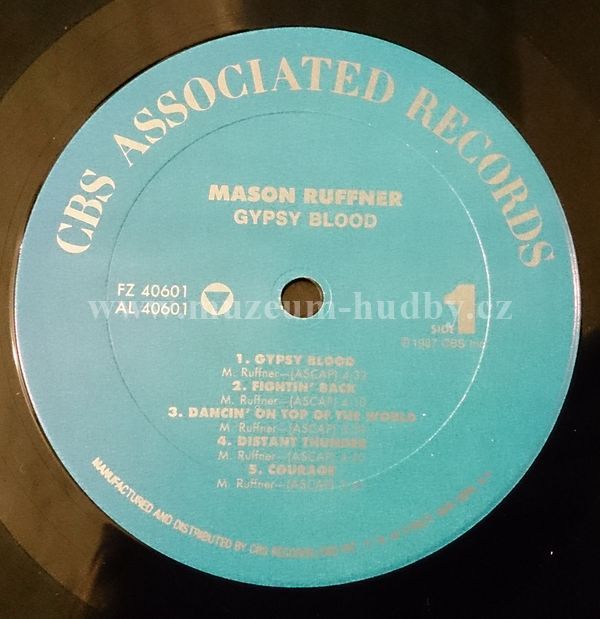 CBS ASSOCIATED RECORDS
MASON RUFFNER
GYPSY BLOOD
FZ 40601
AL 40601
SIDE 1
www.muzeum-hudby.cz
© 1987 CBS Inc.
1. GYPSY BLOOD
M. Ruffner—(ASCAP)
2. FIGHTIN' BACK
M. Ruffner—(ASCAP)
3. DANCIN' ON TOP OF THE WORLD
M. Ruffner—(ASCAP)
4. DISTANT THUNDER
M. Ruffner—(ASCAP)
5. COURAGE
M. Ruffner—(ASCAP)
MANUFACTURED AND DISTRIBUTED BY CBS RECORDS